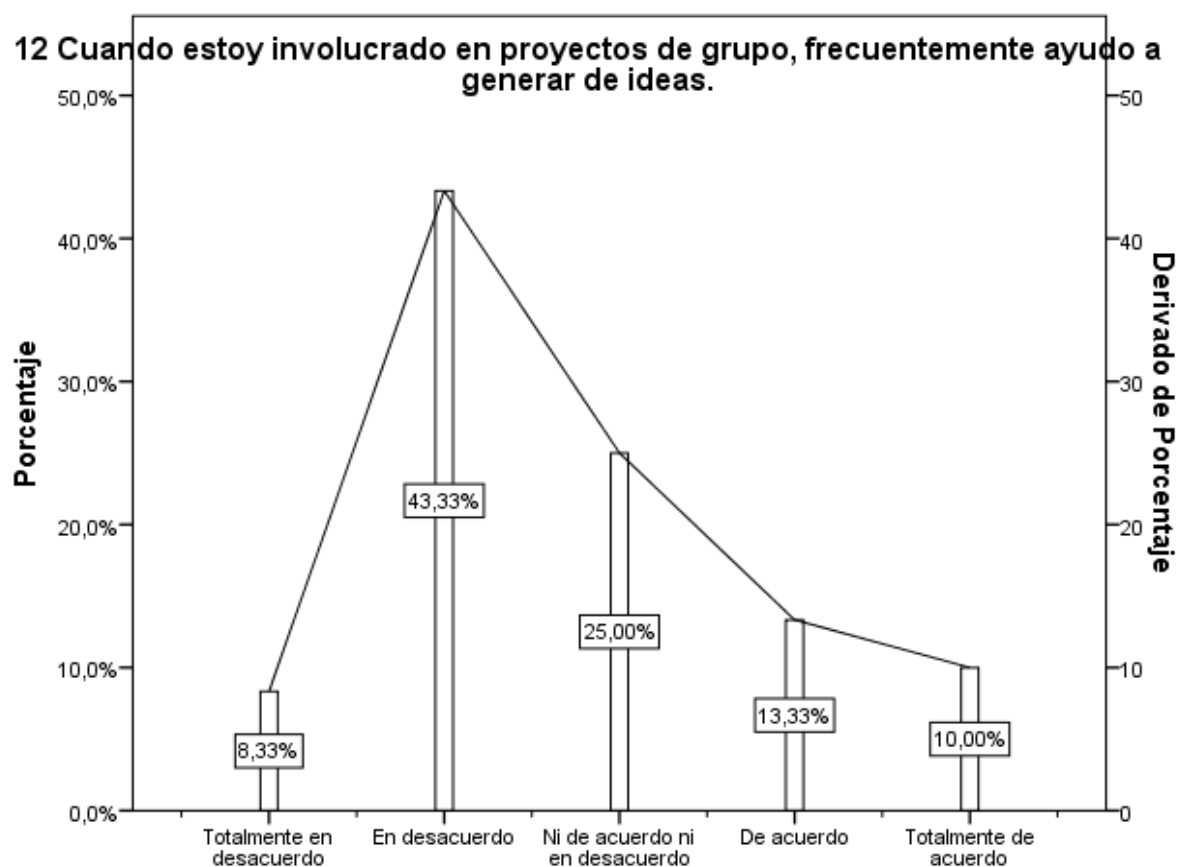 12 Cuando estoy involucrado en proyectos de grupo, frecuentemente ayudo a
generar de ideas.
50,0%
40,0%
30,0%
20,0%
10,0%
0,0%
Porcentaje
50
40
30
20
10
0
Derivado de Porcentaje
8,33%
43,33%
25,00%
13,33%
10,00%
Totalmente en
desacuerdo
En desacuerdo
Ni de acuerdo ni
en desacuerdo
De acuerdo
Totalmente de
acuerdo